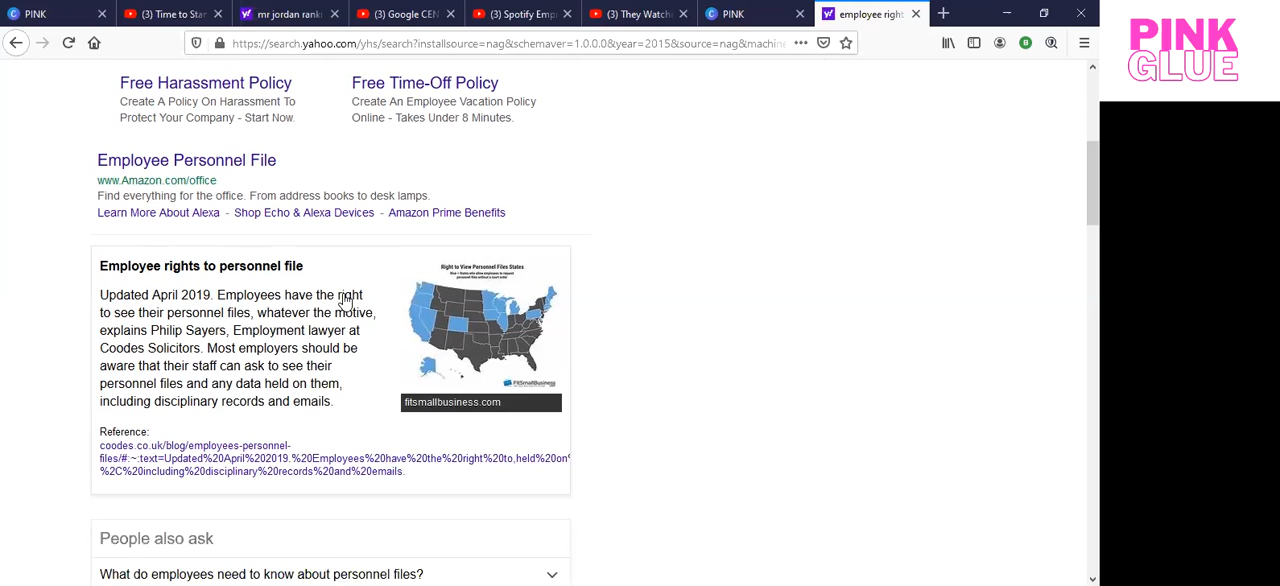 PINK
(3) Time to Star
mr jordan rank
(3) Google CEN
(3) Spotify Emp
(3) They Watch
PINK
employee righ
https://search.yahoo.com/yhs/search?installsource=nag&schemaver=1.0.0.0&year=2015&source=nag&machine
PINK
GLUE
Free Harassment Policy
Create A Policy On Harassment To
Protect Your Company - Start Now.
Free Time-Off Policy
Create An Employee Vacation Policy
Online - Takes Under 8 Minutes.
Employee Personnel File
www.Amazon.com/office
Find everything for the office. From address books to desk lamps.
Learn More About Alexa - Shop Echo & Alexa Devices - Amazon Prime Benefits
Employee rights to personnel file
Updated April 2019. Employees have the right
to see their personnel files, whatever the motive,
explains Philip Sayers, Employment lawyer at
Coodes Solicitors. Most employers should be
aware that their staff can ask to see their
personnel files and any data held on them,
including disciplinary records and emails.
Right to View Personnel Files States
FitSmallBusiness
fitsmallbusiness.com
Reference:
coodes.co.uk/blog/employees-personnel-
files/#:~:text=Updated%20April%202019.%20Employees%20have%20the%20right%20to,held%20on%
%2C%20including%20disciplinary%20records%20and%20emails.
People also ask
What do employees need to know about personnel files?